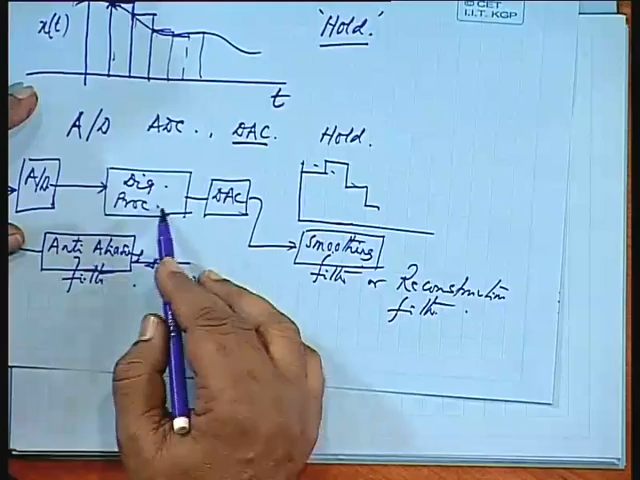 © CET
I.I.T. KGP
x(t)
'Hold.'
t
A/D ADC., DAC. Hold.
A/D
Dig.
Proc.
DAC
Anti Aliasing
filter.
Smoothing
filter or Reconstruction
filter.